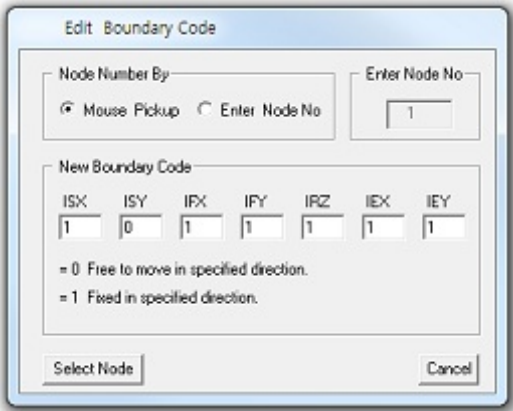 Edit Boundary Code
Node Number By
Enter Node No
Mouse Pickup
Enter Node No
1
New Boundary Code
ISX ISY IFX IFY IRZ IEX IEY
1 0 1 1 1 1 1
= 0 Free to move in specified direction.
= 1 Fixed in specified direction.
Select Node
Cancel